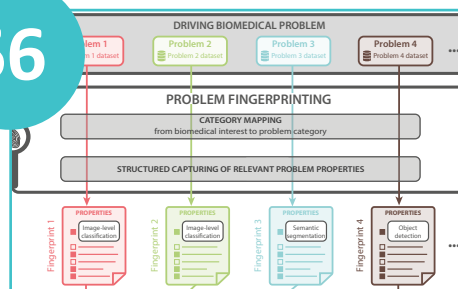 56
DRIVING BIOMEDICAL PROBLEM
blem 1 Problem 2 Problem 3 Problem 4
m 1 dataset Problem 2 dataset Problem 3 dataset Problem 4 dataset
PROBLEM FINGERPRINTING
CATEGORY MAPPING
from biomedical interest to problem category
STRUCTURED CAPTURING OF RELEVANT PROBLEM PROPERTIES
Fingerprint 1
PROPERTIES
Image-level
classification
Fingerprint 2
PROPERTIES
Image-level
classification
Fingerprint 3
PROPERTIES
Semantic
segmentation
Fingerprint 4
PROPERTIES
Object
detection